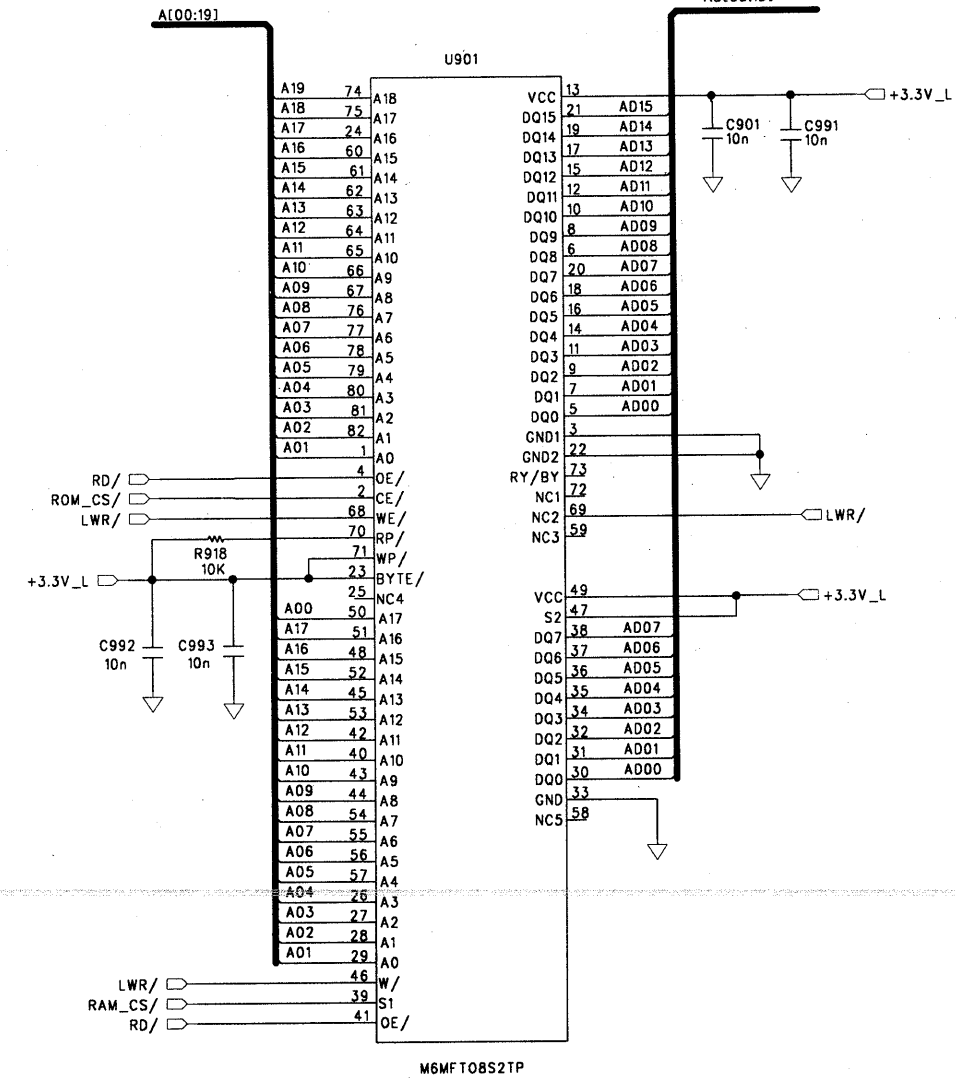 A[00:19]
U901
A19 74 A18 VCC 13 +3.3V_L
A18 75 A17 DQ15 21 AD15
A17 24 A16 DQ14 19 AD14
A16 60 A15 DQ13 17 AD13
A15 61 A14 DQ12 15 AD12
A14 62 A13 DQ11 12 AD11
A13 63 A12 DQ10 10 AD10
A12 64 A11 DQ9 8 AD09
A11 65 A10 DQ8 6 AD08
A10 66 A9 DQ7 20 AD07
A09 67 A8 DQ6 18 AD06
A08 76 A7 DQ5 16 AD05
A07 77 A6 DQ4 14 AD04
A06 78 A5 DQ3 11 AD03
A05 79 A4 DQ2 9 AD02
A04 80 A3 DQ1 7 AD01
A03 81 A2 DQ0 5 AD00
A02 82 A1 GND1 3
A01 1 A0 GND2 22
C901 10n
C991 10n
RD/ 4 OE/ RY/BY 73
ROM_CS/ 2 CE/ NC1 72
LWR/ 68 WE/ NC2 69 LWR/
70 RP/ NC3 59
R918 10K
71 WP/
+3.3V_L 23 BYTE/
25 NC4 VCC 49 +3.3V_L
A00 50 A17 S2 47
A17 51 A16 DQ7 38 AD07
A16 48 A15 DQ6 37 AD06
A15 52 A14 DQ5 36 AD05
A14 45 A13 DQ4 35 AD04
A13 53 A12 DQ3 34 AD03
A12 42 A11 DQ2 32 AD02
A11 40 A10 DQ1 31 AD01
A10 43 A9 DQ0 30 AD00
A09 44 A8 GND 33
A08 54 A7 NC5 58
A07 55 A6
A06 56 A5
A05 57 A4
A04 26 A3
A03 27 A2
A02 28 A1
A01 29 A0
C992 10n
C993 10n
LWR/ 46 W/
RAM_CS/ 39 S1
RD/ 41 OE/
M6MFT08S2TP